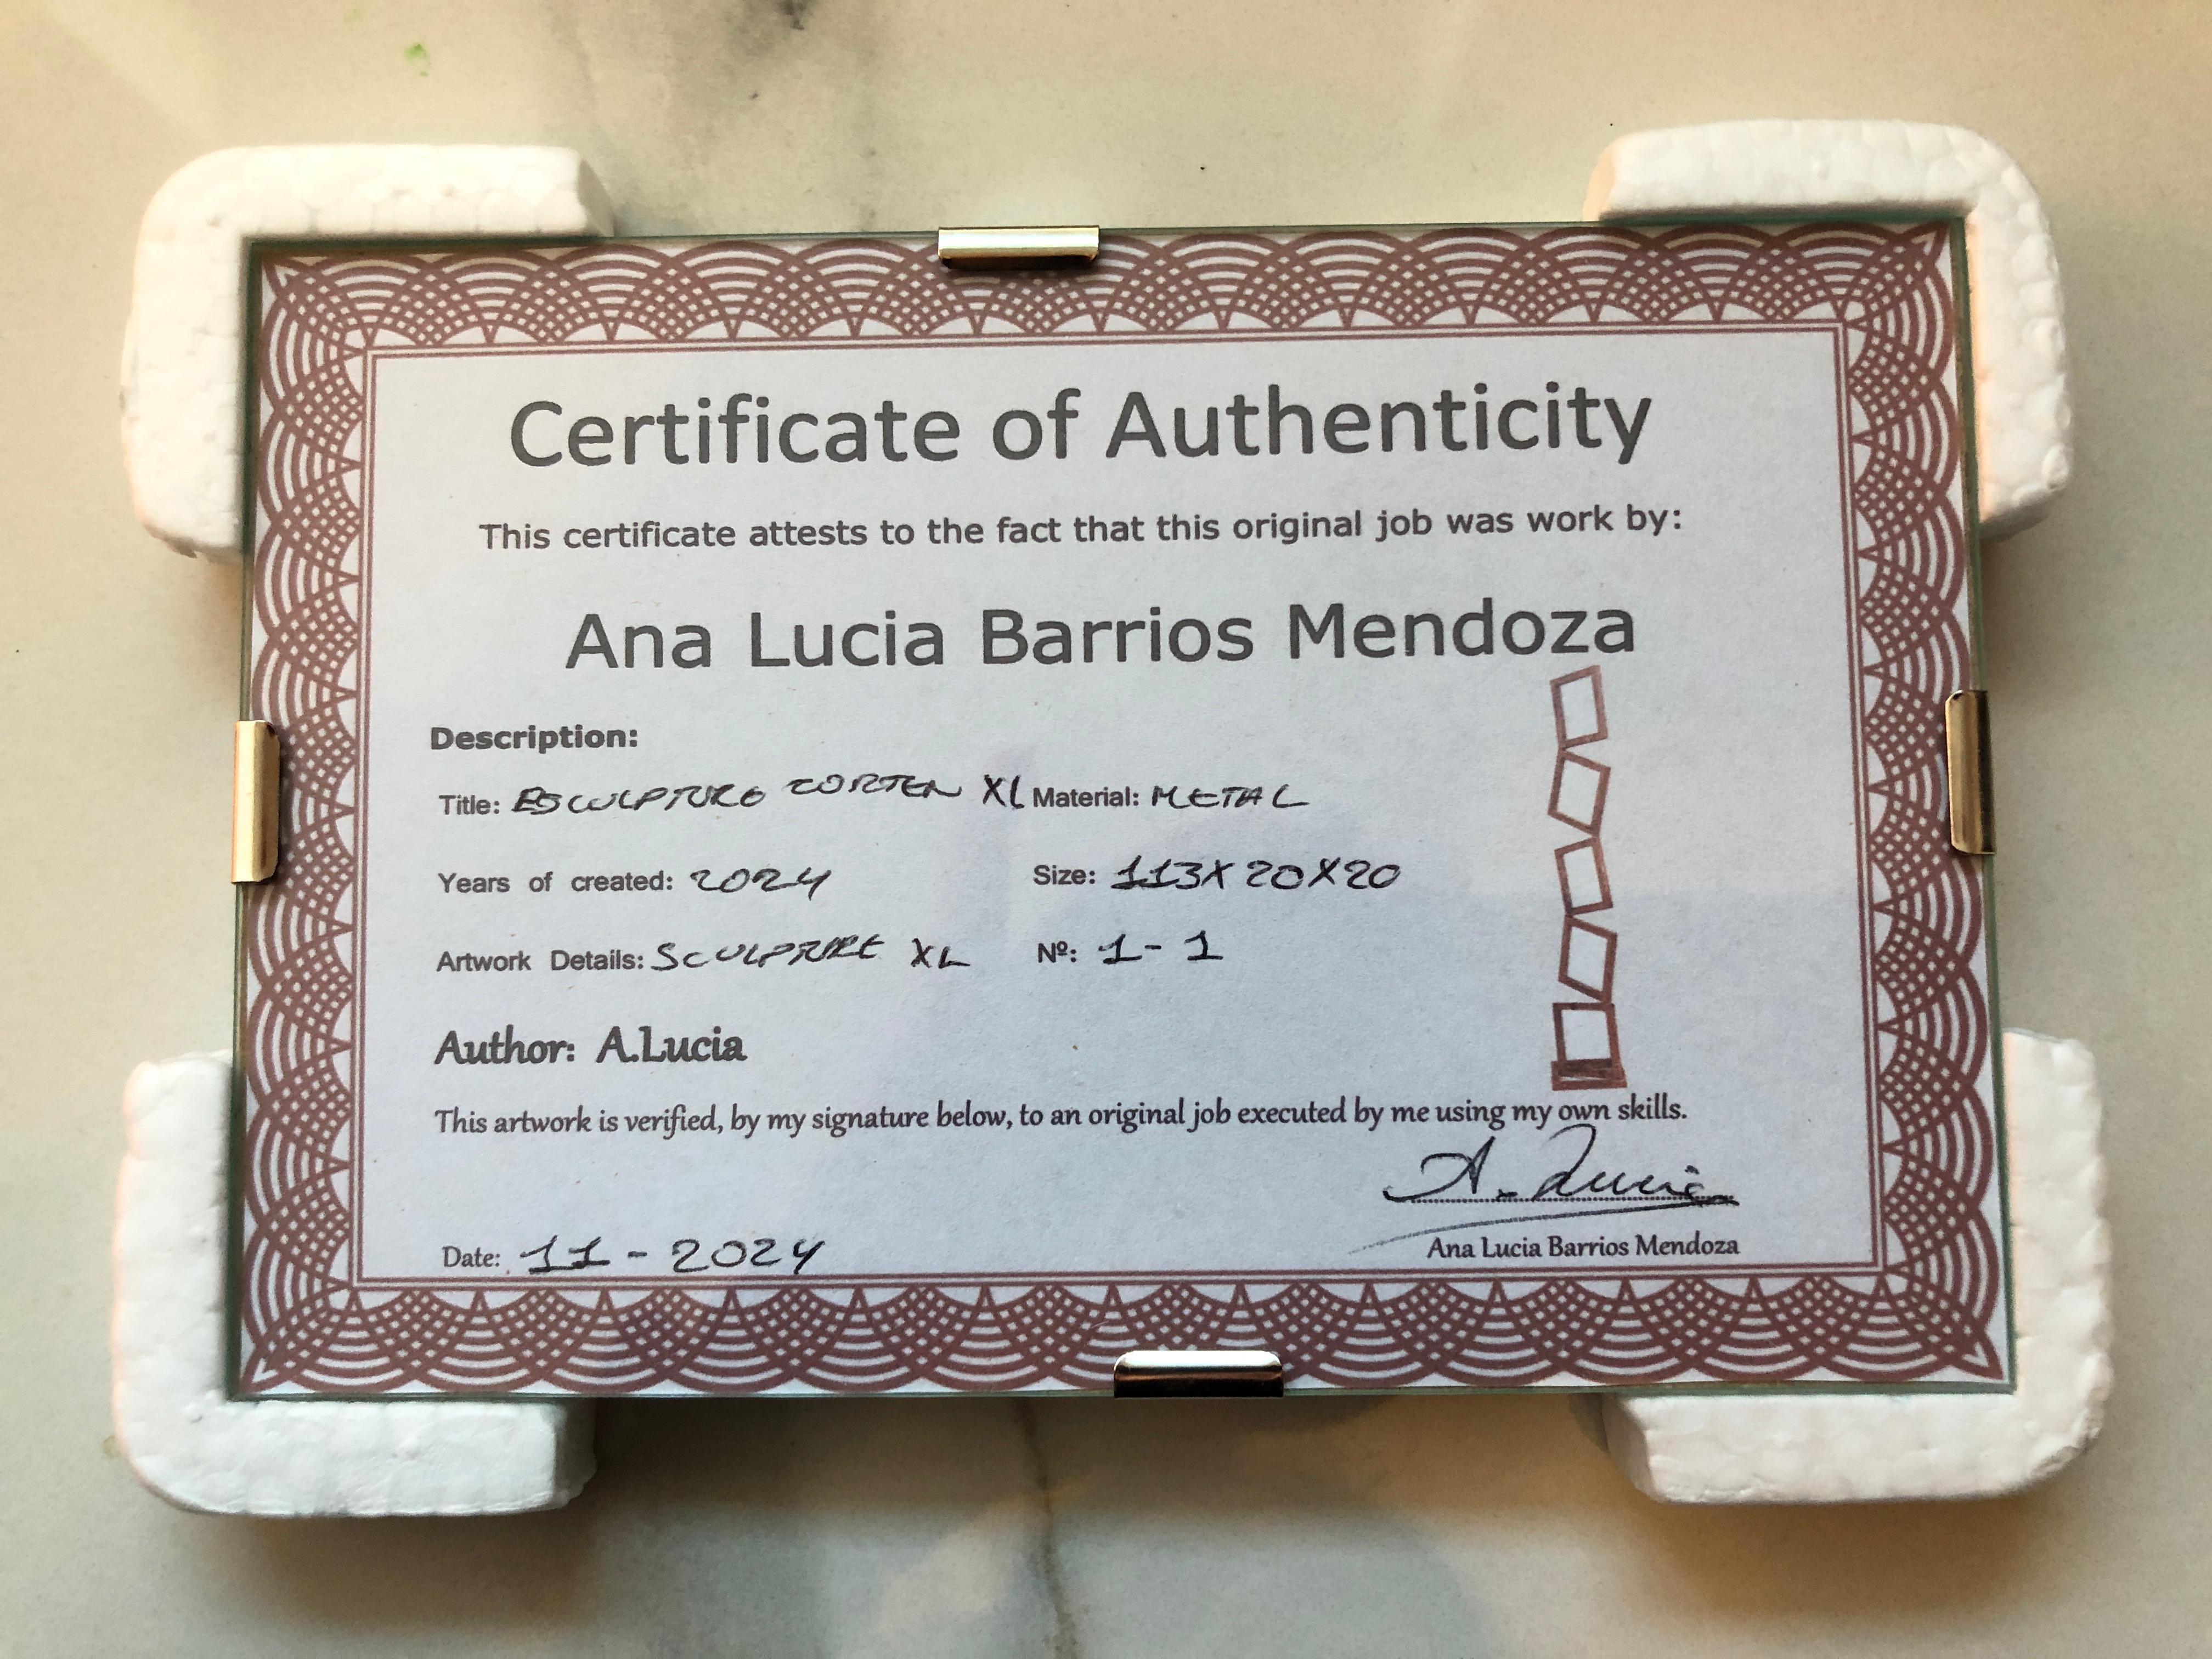 Certificate of Authenticity
This certificate attests to the fact that this original job was work by:
Ana Lucia Barrios Mendoza
Description:
Title: ESCULPTURE CORTEN XL Material: METAL
Years of created: 2024 Size: 113X20X20
Artwork Details: SCULPTURE XL Nº: 1-1
Author: A.Lucia
This artwork is verified, by my signature below, to an original job executed by me using my own skills.
A. Lucia
Ana Lucia Barrios Mendoza
Date: 11-2024